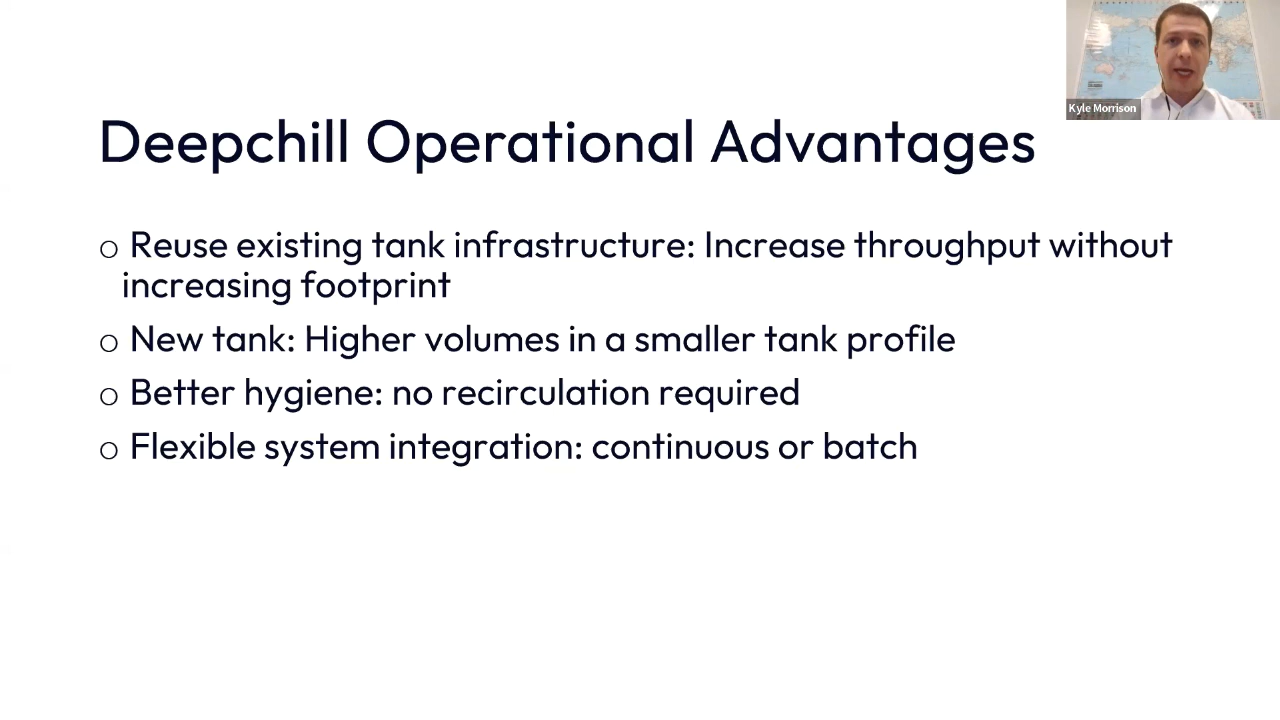 Kyle Morrison
Deepchill Operational Advantages
o Reuse existing tank infrastructure: Increase throughput without
increasing footprint
o New tank: Higher volumes in a smaller tank profile
o Better hygiene: no recirculation required
o Flexible system integration: continuous or batch